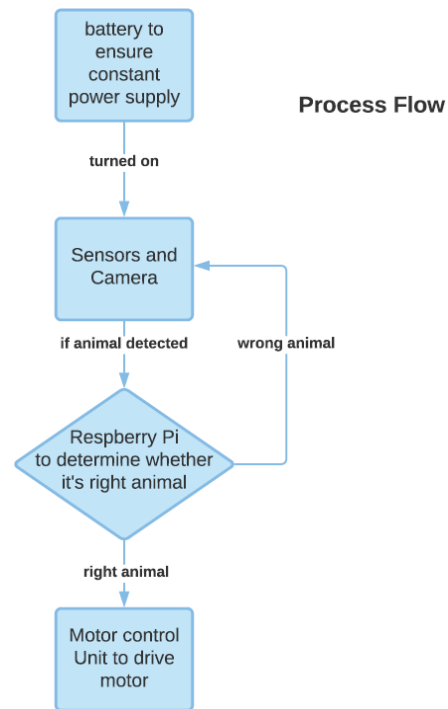 battery to
ensure
constant
power supply
Process Flow
turned on
Sensors and
Camera
if animal detected
wrong animal
Respberry Pi
to determine whether
it's right animal
right animal
Motor control
Unit to drive
motor